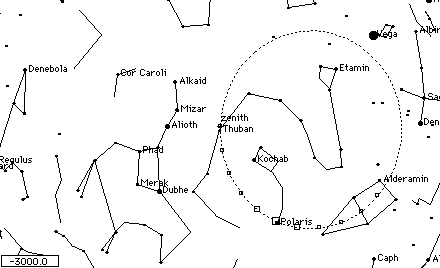 Vega
Albir
Denebola
Cor Caroli
Etamin
Alkaid
Mizar
Sa
zenith
Alioth
Thuban
Den
Phad
Regulus
Kochab
ard
Merak
Dubhe
Alderamin
Polaris
-3000.0
Caph
A